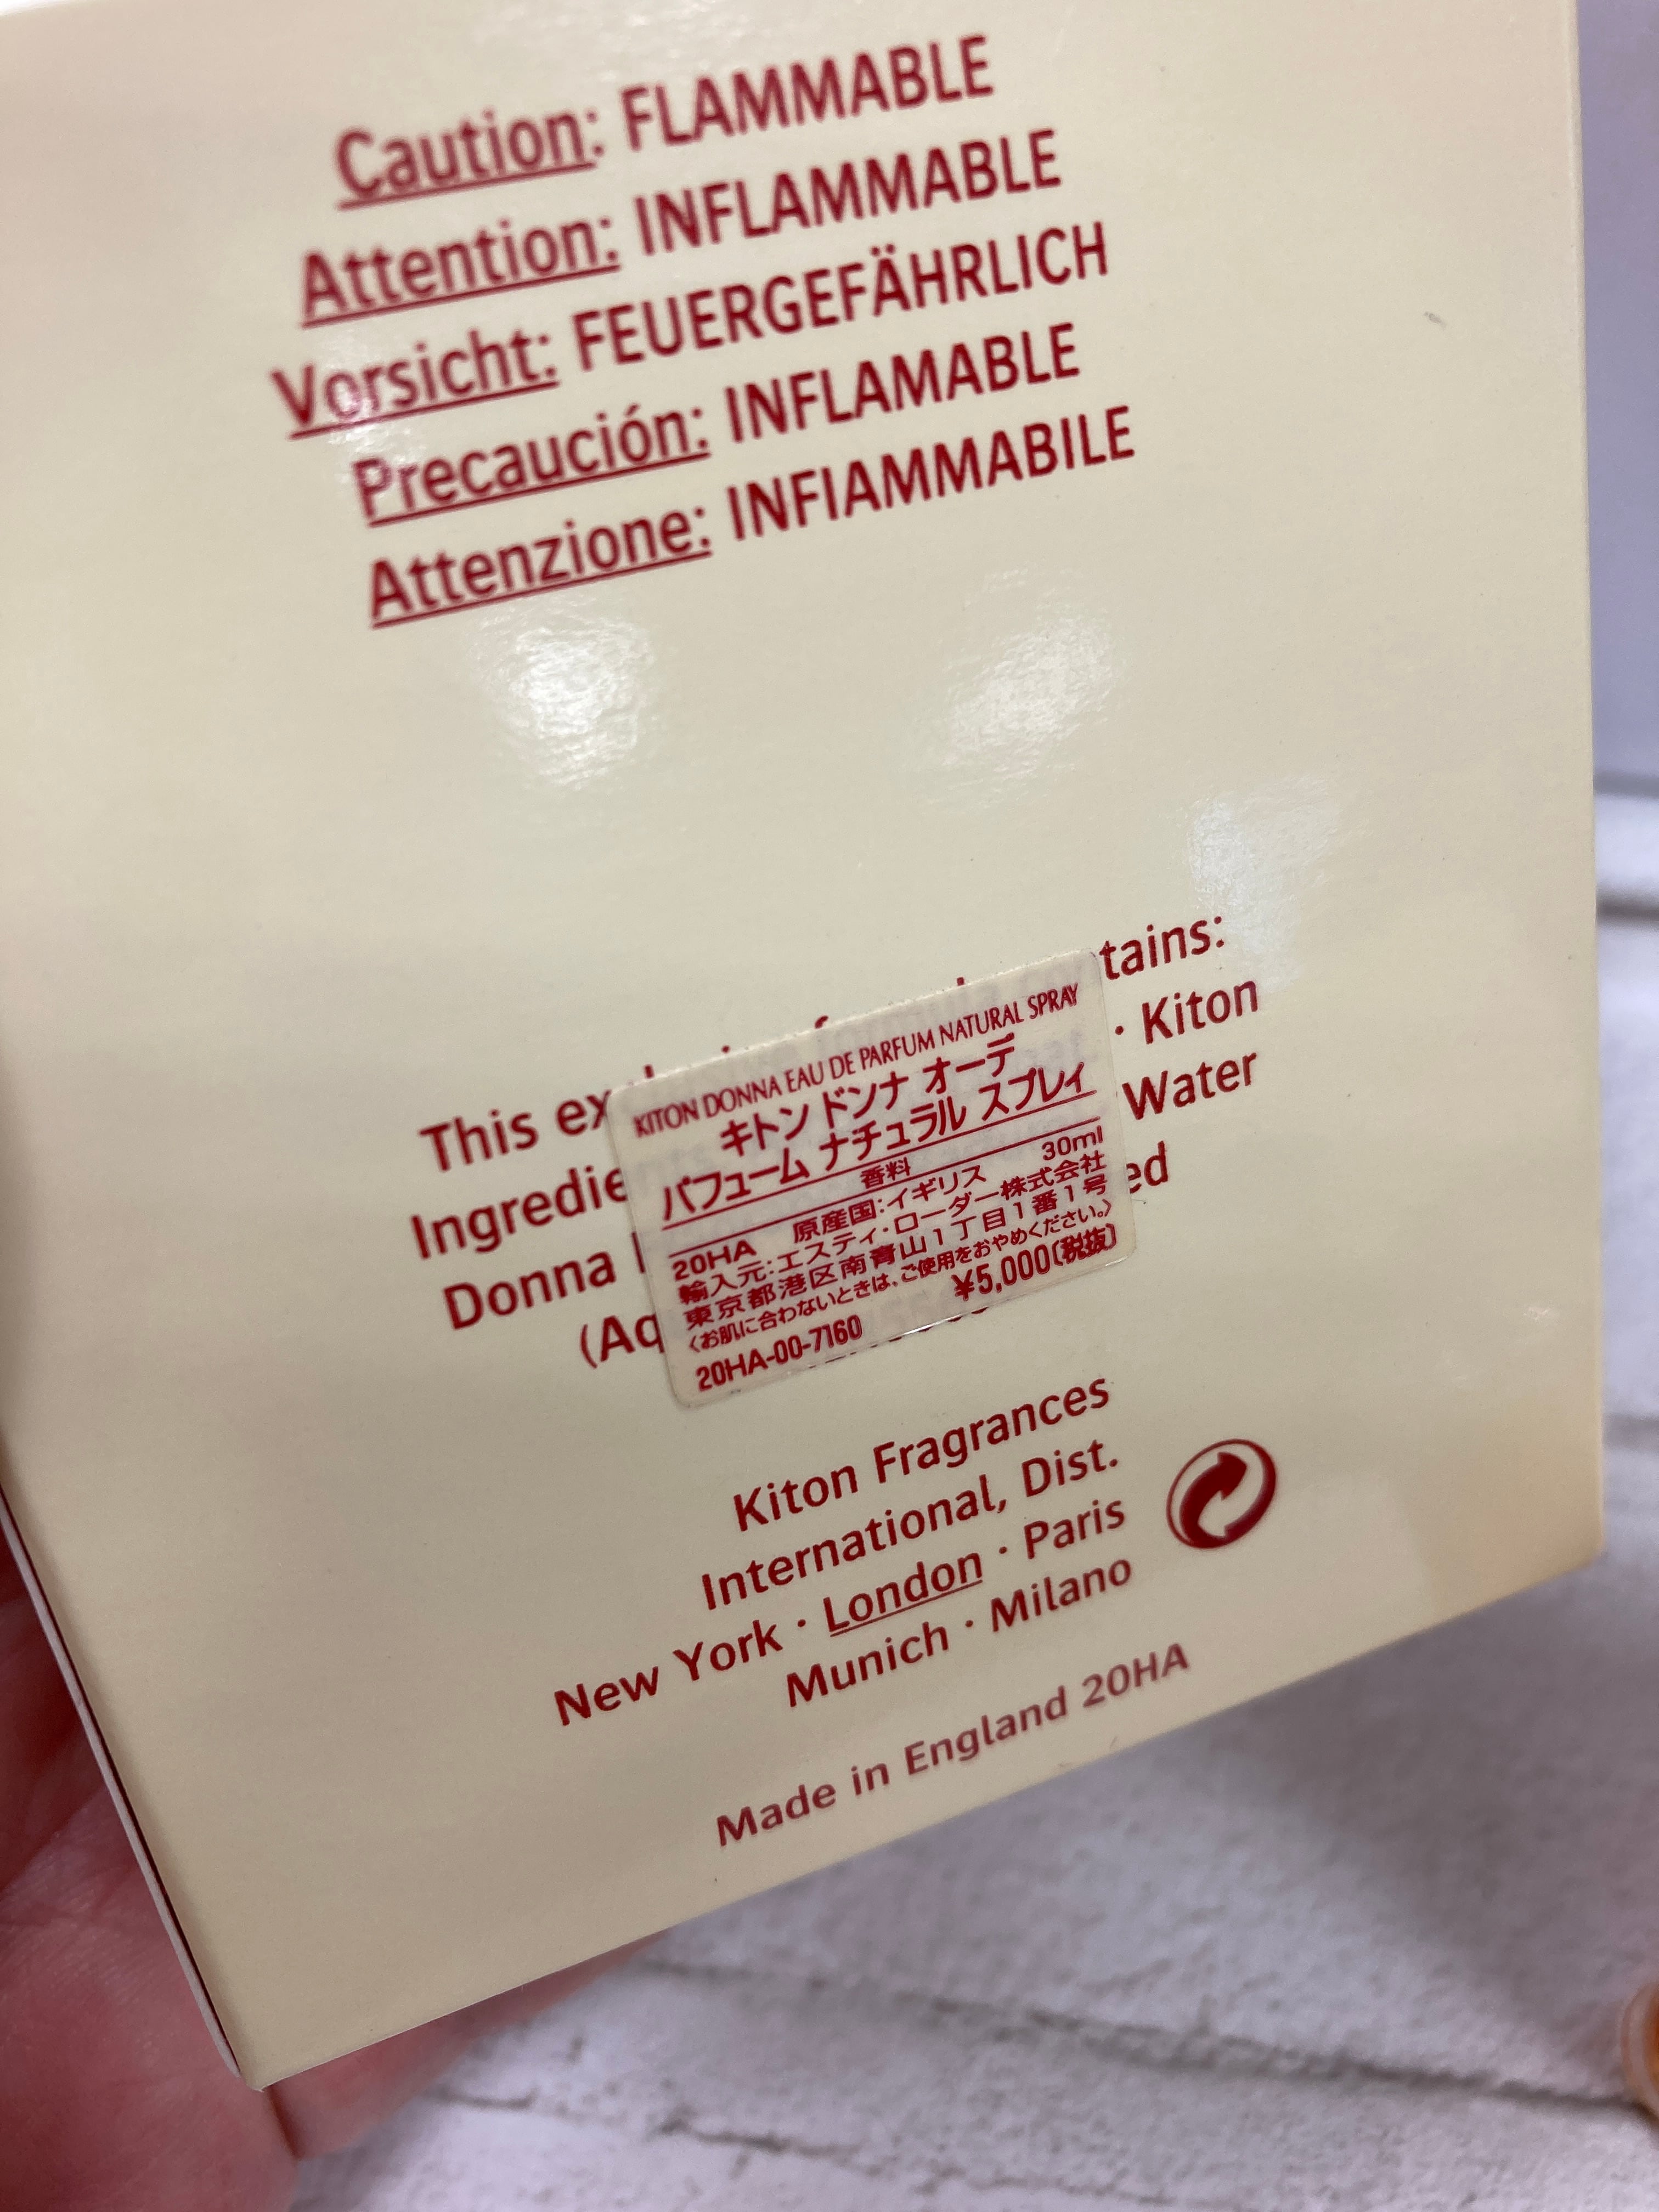 Caution: FLAMMABLE
Attention: INFLAMMABLE
Vorsicht: FEUERGEFÄHRLICH
Precaución: INFLAMABLE
Attenzione: INFIAMMABILE
This tains:
· Kiton
Donna Water
KITON DONNA EAU DE PARFUM NATURAL SPRAY
キトン ドンナ オーデ
パフューム ナチュラル スプレィ
香料 30ml
20HA 原産国:イギリス
輸入元:エスティ・ローダー株式会社
東京都港区南青山1丁目1番1号
〈お肌に合わないときは、ご使用をおやめください。〉
20HA-00-7160 ¥5,000(税抜)
Kiton Fragrances
International, Dist.
New York · London · Paris
Munich · Milano
Made in England 20HA